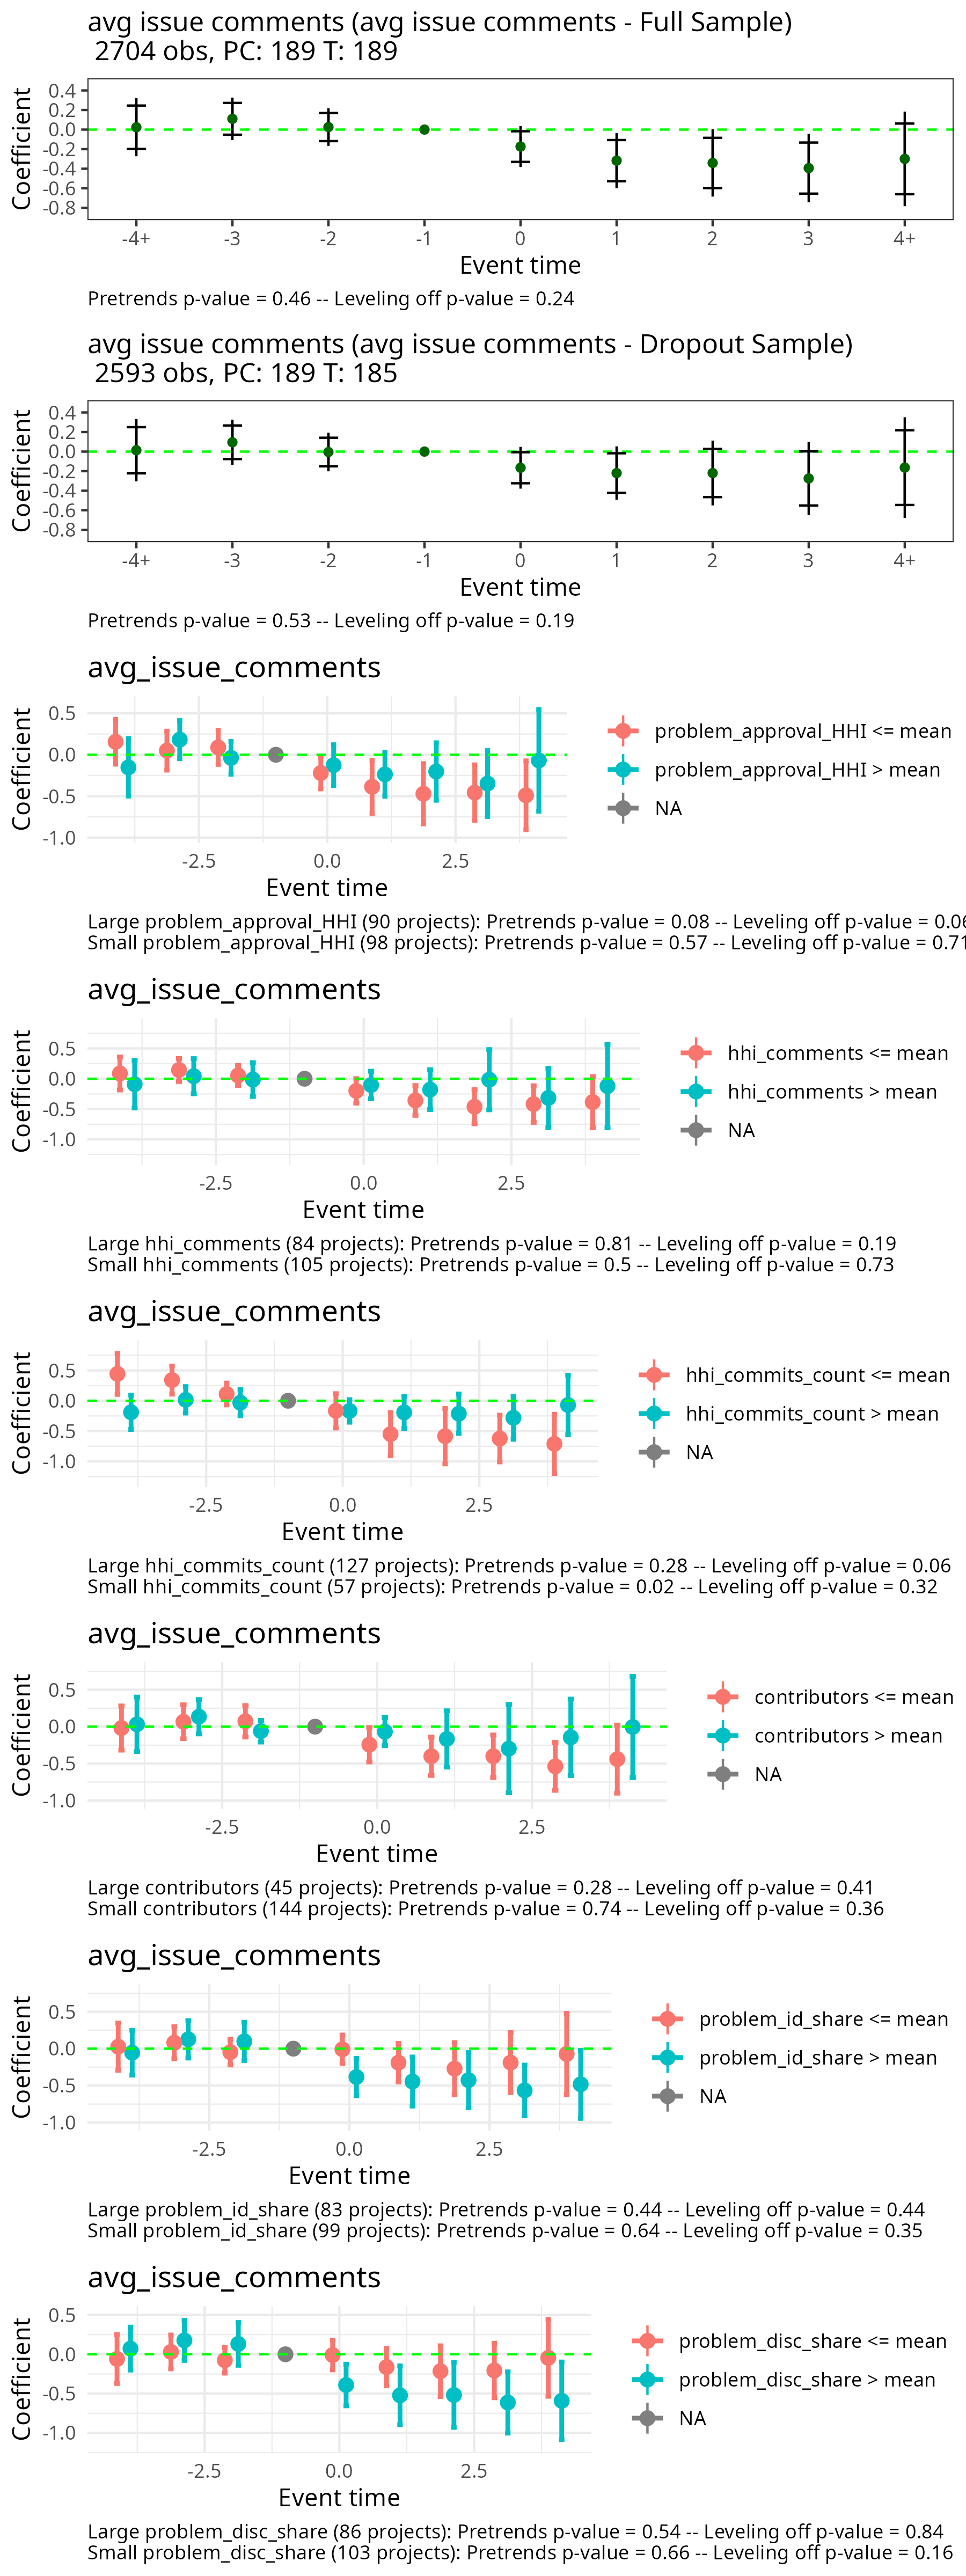 avg issue comments (avg issue comments - Full Sample)
2704 obs, PC: 189 T: 189
Coefficient
0.4
0.2
0.0
-0.2
-0.4
-0.6
-0.8
-4+ -3 -2 -1 0 1 2 3 4+
Event time
Pretrends p-value = 0.46 -- Leveling off p-value = 0.24
avg issue comments (avg issue comments - Dropout Sample)
2593 obs, PC: 189 T: 185
Coefficient
0.4
0.2
0.0
-0.2
-0.4
-0.6
-0.8
-4+ -3 -2 -1 0 1 2 3 4+
Event time
Pretrends p-value = 0.53 -- Leveling off p-value = 0.19
avg_issue_comments
Coefficient
0.5
0.0
-0.5
-1.0
-2.5 0.0 2.5
Event time
problem_approval_HHI <= mean
problem_approval_HHI > mean
NA
Large problem_approval_HHI (90 projects): Pretrends p-value = 0.08 -- Leveling off p-value = 0.06
Small problem_approval_HHI (98 projects): Pretrends p-value = 0.57 -- Leveling off p-value = 0.71
avg_issue_comments
Coefficient
0.5
0.0
-0.5
-1.0
-2.5 0.0 2.5
Event time
hhi_comments <= mean
hhi_comments > mean
NA
Large hhi_comments (84 projects): Pretrends p-value = 0.81 -- Leveling off p-value = 0.19
Small hhi_comments (105 projects): Pretrends p-value = 0.5 -- Leveling off p-value = 0.73
avg_issue_comments
Coefficient
0.5
0.0
-0.5
-1.0
-2.5 0.0 2.5
Event time
hhi_commits_count <= mean
hhi_commits_count > mean
NA
Large hhi_commits_count (127 projects): Pretrends p-value = 0.28 -- Leveling off p-value = 0.06
Small hhi_commits_count (57 projects): Pretrends p-value = 0.02 -- Leveling off p-value = 0.32
avg_issue_comments
Coefficient
0.5
0.0
-0.5
-1.0
-2.5 0.0 2.5
Event time
contributors <= mean
contributors > mean
NA
Large contributors (45 projects): Pretrends p-value = 0.28 -- Leveling off p-value = 0.41
Small contributors (144 projects): Pretrends p-value = 0.74 -- Leveling off p-value = 0.36
avg_issue_comments
Coefficient
0.5
0.0
-0.5
-1.0
-2.5 0.0 2.5
Event time
problem_id_share <= mean
problem_id_share > mean
NA
Large problem_id_share (83 projects): Pretrends p-value = 0.44 -- Leveling off p-value = 0.44
Small problem_id_share (99 projects): Pretrends p-value = 0.64 -- Leveling off p-value = 0.35
avg_issue_comments
Coefficient
0.5
0.0
-0.5
-1.0
-2.5 0.0 2.5
Event time
problem_disc_share <= mean
problem_disc_share > mean
NA
Large problem_disc_share (86 projects): Pretrends p-value = 0.54 -- Leveling off p-value = 0.84
Small problem_disc_share (103 projects): Pretrends p-value = 0.66 -- Leveling off p-value = 0.16